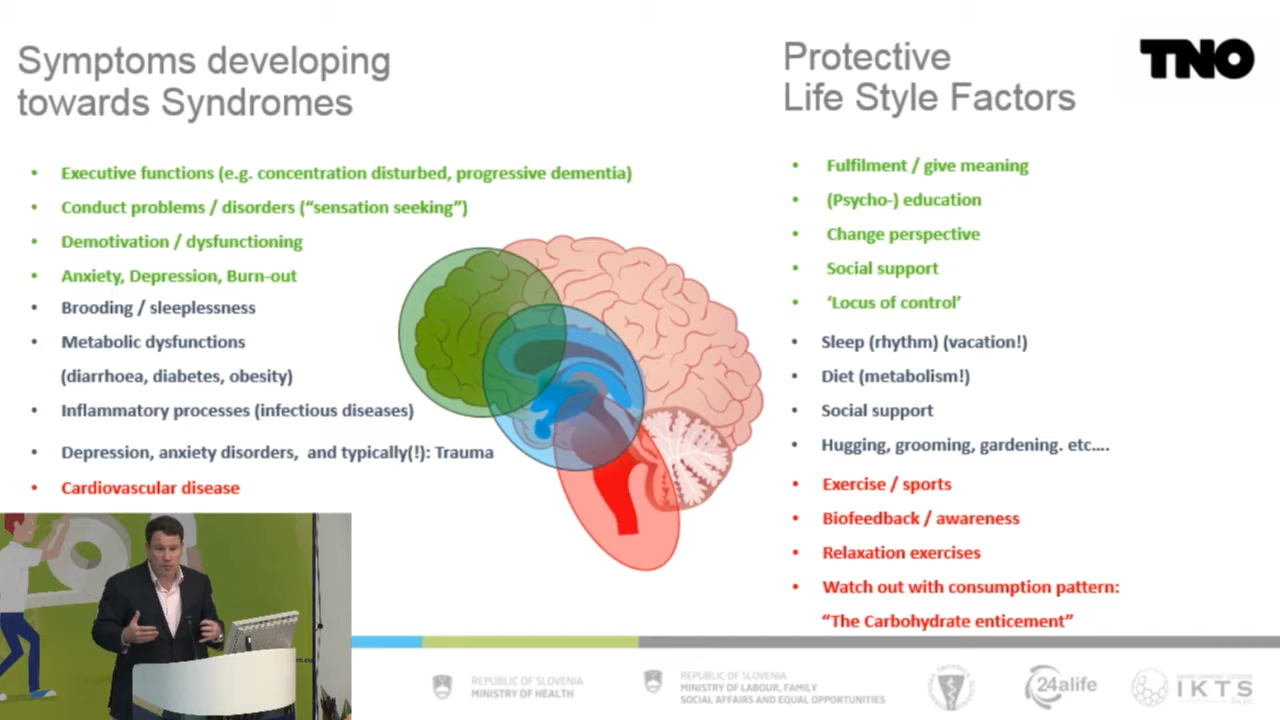 Symptoms developing
towards Syndromes
• Executive functions (e.g. concentration disturbed, progressive dementia)
• Conduct problems / disorders (“sensation seeking”)
• Demotivation / dysfunctioning
• Anxiety, Depression, Burn-out
• Brooding / sleeplessness
• Metabolic dysfunctions
(diarrhoea, diabetes, obesity)
• Inflammatory processes (infectious diseases)
• Depression, anxiety disorders, and typically(!): Trauma
• Cardiovascular disease
Protective
Life Style Factors
TNO
• Fulfilment / give meaning
• (Psycho-) education
• Change perspective
• Social support
• ‘Locus of control’
• Sleep (rhythm) (vacation!)
• Diet (metabolism!)
• Social support
• Hugging, grooming, gardening. etc....
• Exercise / sports
• Biofeedback / awareness
• Relaxation exercises
• Watch out with consumption pattern:
“The Carbohydrate enticement”
REPUBLIC OF SLOVENIA
MINISTRY OF HEALTH
REPUBLIC OF SLOVENIA
MINISTRY OF LABOUR, FAMILY
SOCIAL AFFAIRS AND EQUAL OPPORTUNITIES
24alife
IKTS